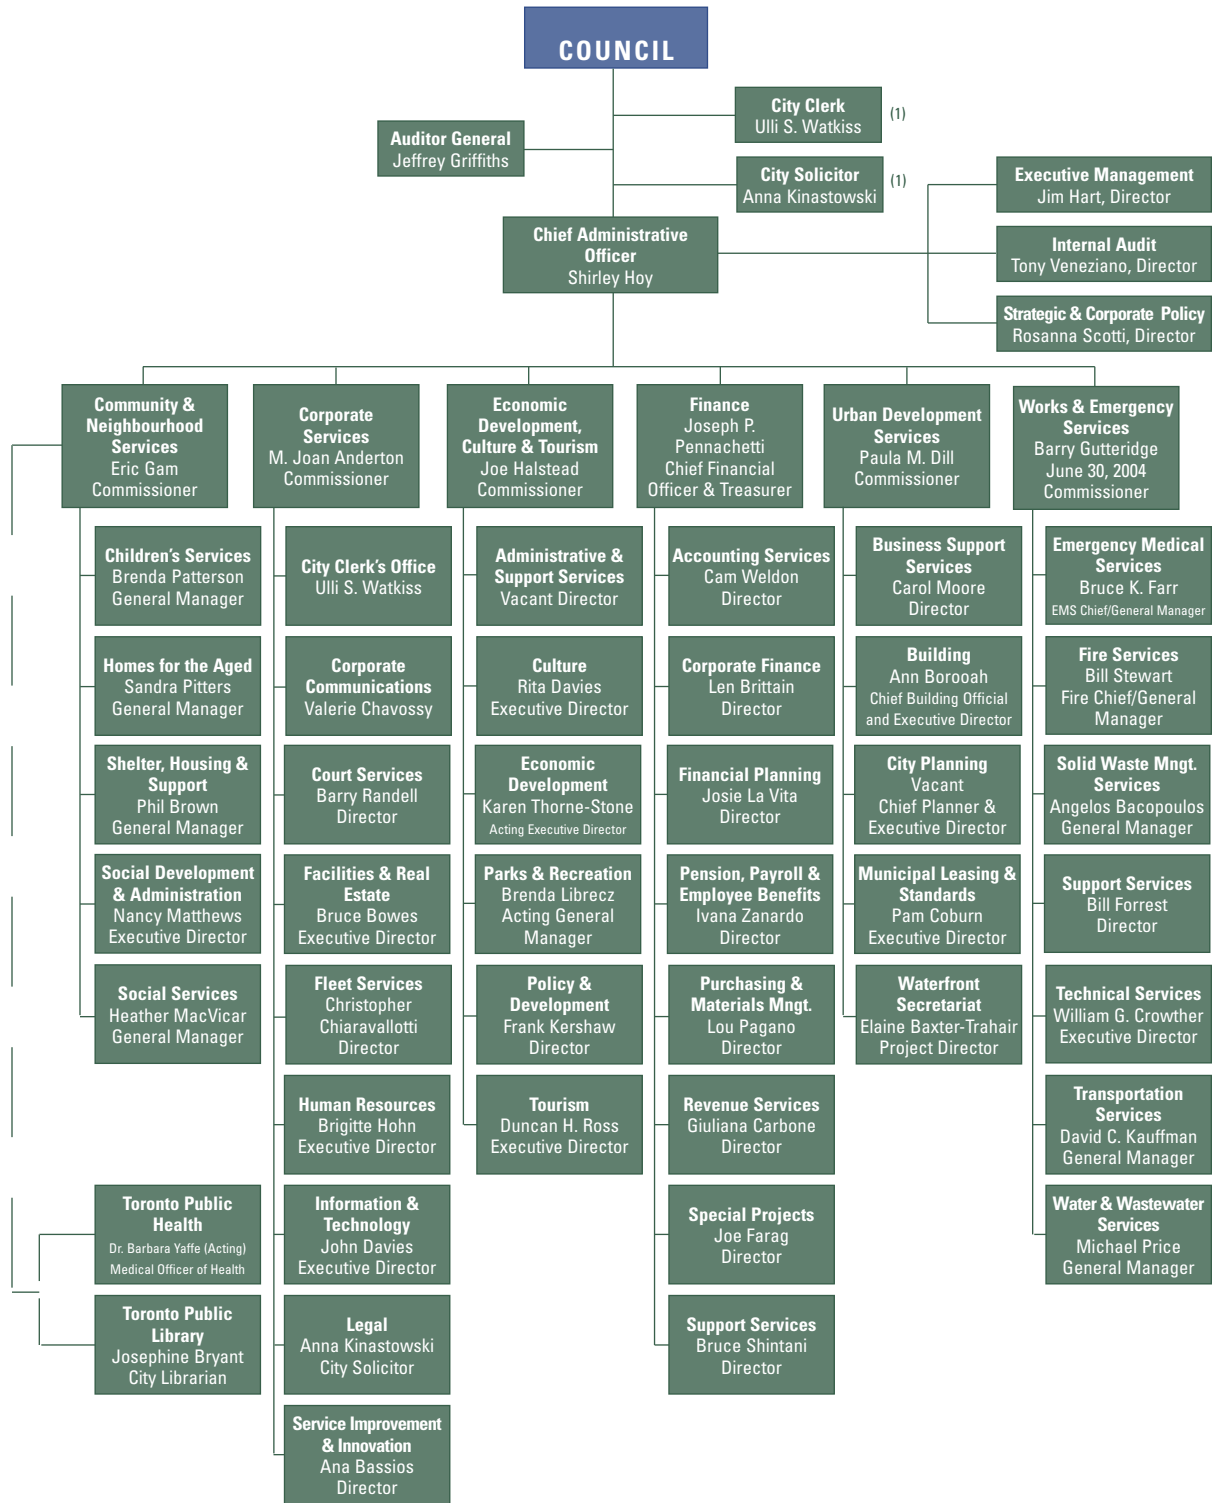 COUNCIL
City Clerk
Ulli S. Watkiss
(1)
Auditor General
Jeffrey Griffiths
City Solicitor
Anna Kinastowski
(1)
Executive Management
Jim Hart, Director
Chief Administrative
Officer
Shirley Hoy
Internal Audit
Tony Veneziano, Director
Strategic & Corporate Policy
Rosanna Scotti, Director
Community &
Neighbourhood
Services
Eric Gam
Commissioner
Corporate
Services
M. Joan Anderton
Commissioner
Economic
Development,
Culture & Tourism
Joe Halstead
Commissioner
Finance
Joseph P.
Pennachetti
Chief Financial
Officer & Treasurer
Urban Development
Services
Paula M. Dill
Commissioner
Works & Emergency
Services
Barry Gutteridge
June 30, 2004
Commissioner
Children's Services
Brenda Patterson
General Manager
Homes for the Aged
Sandra Pitters
General Manager
Shelter, Housing &
Support
Phil Brown
General Manager
Social Development
& Administration
Nancy Matthews
Executive Director
Social Services
Heather MacVicar
General Manager
Toronto Public
Health
Dr. Barbara Yaffe (Acting)
Medical Officer of Health
Toronto Public
Library
Josephine Bryant
City Librarian
City Clerk's Office
Ulli S. Watkiss
Corporate
Communications
Valerie Chavossy
Court Services
Barry Randell
Director
Facilities & Real
Estate
Bruce Bowes
Executive Director
Fleet Services
Christopher
Chiaravallotti
Director
Human Resources
Brigitte Hohn
Executive Director
Information &
Technology
John Davies
Executive Director
Legal
Anna Kinastowski
City Solicitor
Service Improvement
& Innovation
Ana Bassios
Director
Administrative &
Support Services
Vacant Director
Culture
Rita Davies
Executive Director
Economic
Development
Karen Thorne-Stone
Acting Executive Director
Parks & Recreation
Brenda Librecz
Acting General
Manager
Policy &
Development
Frank Kershaw
Director
Tourism
Duncan H. Ross
Executive Director
Accounting Services
Cam Weldon
Director
Corporate Finance
Len Brittain
Director
Financial Planning
Josie La Vita
Director
Pension, Payroll &
Employee Benefits
Ivana Zanardo
Director
Purchasing &
Materials Mngt.
Lou Pagano
Director
Revenue Services
Giuliana Carbone
Director
Special Projects
Joe Farag
Director
Support Services
Bruce Shintani
Director
Business Support
Services
Carol Moore
Director
Building
Ann Borooah
Chief Building Official
and Executive Director
City Planning
Vacant
Chief Planner &
Executive Director
Municipal Leasing &
Standards
Pam Coburn
Executive Director
Waterfront
Secretariat
Elaine Baxter-Trahair
Project Director
Emergency Medical
Services
Bruce K. Farr
EMS Chief/General Manager
Fire Services
Bill Stewart
Fire Chief/General
Manager
Solid Waste Mngt.
Services
Angelos Bacopoulos
General Manager
Support Services
Bill Forrest
Director
Technical Services
William G. Crowther
Executive Director
Transportation
Services
David C. Kauffman
General Manager
Water & Wastewater
Services
Michael Price
General Manager